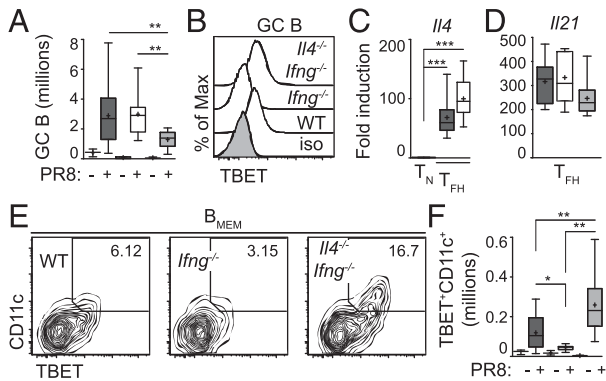 A
GC B (millions)
8
6
4
2
0
**
**
PR8: - + - + - +
B
GC B
% of Max
Il4-/-
Ifng-/-
Ifng-/-
WT
iso
TBET
C
Il4
Fold induction
200
100
0
***
***
TN TFH
D
Il21
500
400
300
200
100
0
TFH
E
BMEM
CD11c
WT
6.12
Ifng-/-
3.15
Il4-/-
Ifng-/-
16.7
TBET
F
TBET+CD11c+
(millions)
0.6
0.2
0
**
**
*
PR8: - + - + - +